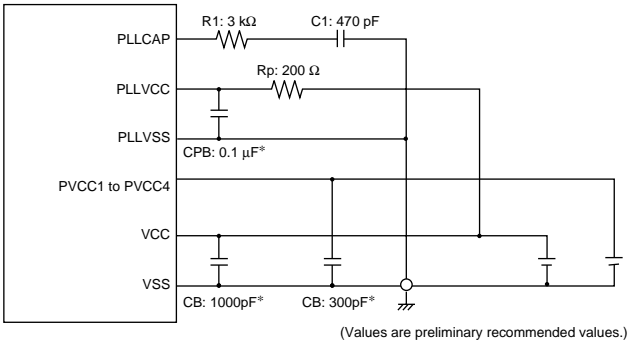 R1: 3 kΩ
C1: 470 pF
PLLCAP
Rp: 200 Ω
PLLVCC
PLLVSS
CPB: 0.1 μF*
PVCC1 to PVCC4
VCC
VSS
CB: 1000pF*
CB: 300pF*
(Values are preliminary recommended values.)